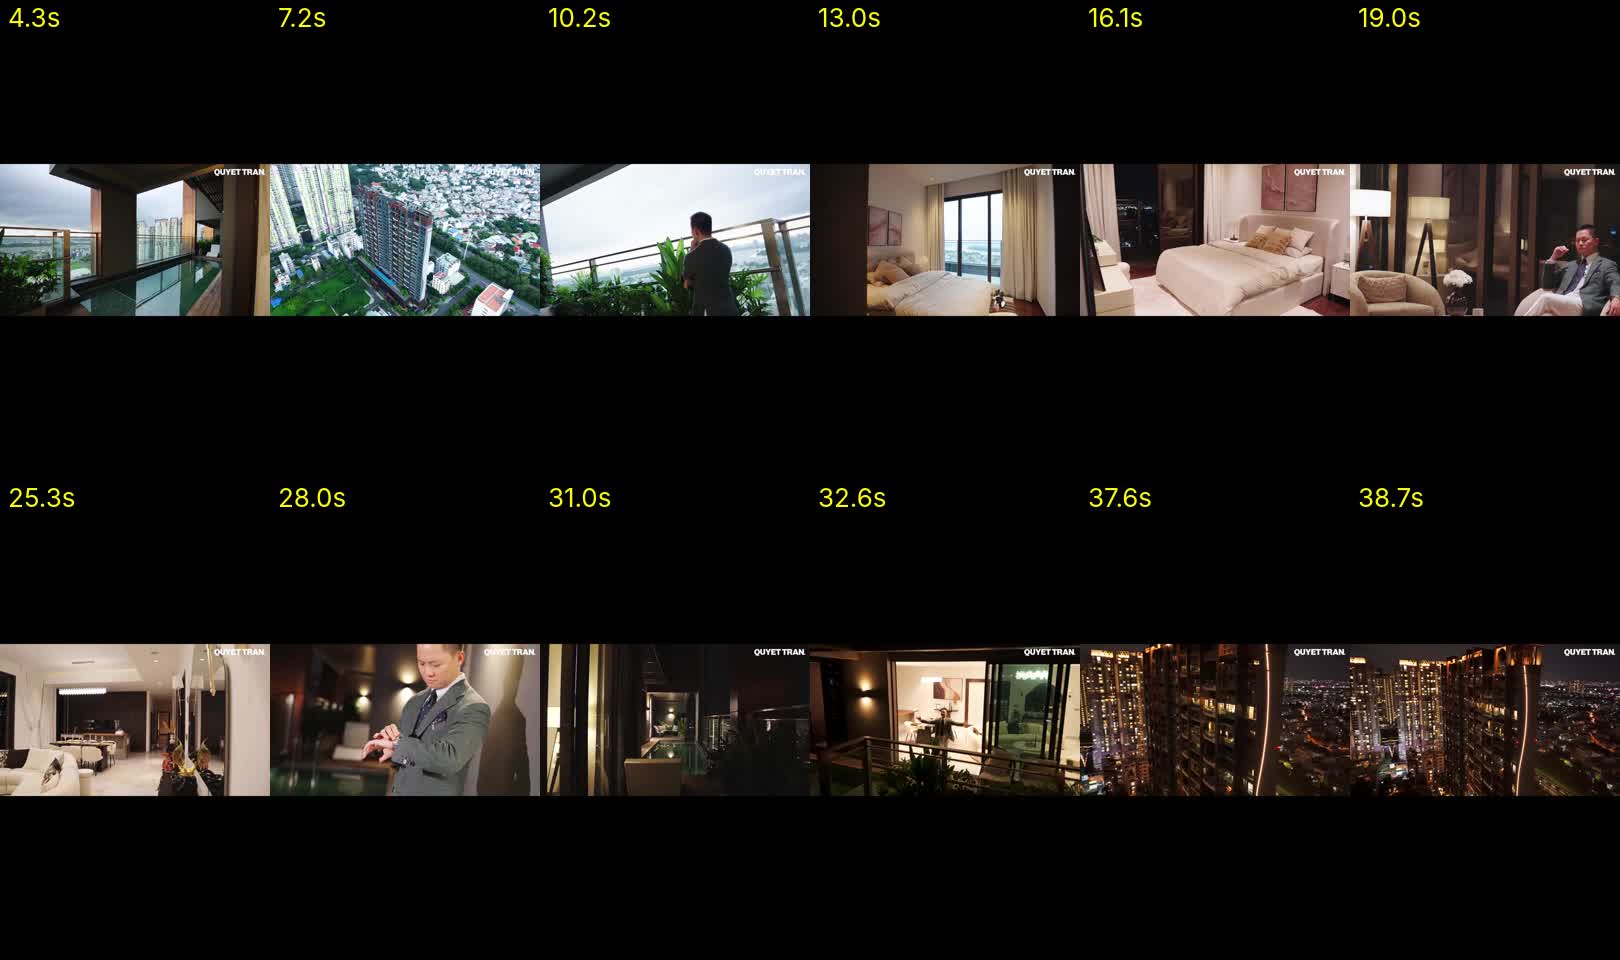 4.3s
7.2s
10.2s
13.0s
16.1s
19.0s
QUYET TRAN.
QUYET TRAN.
QUYET TRAN.
QUYET TRAN.
QUYET TRAN.
QUYET TRAN.
25.3s
28.0s
31.0s
32.6s
37.6s
38.7s
QUYET TRAN.
QUYET TRAN.
QUYET TRAN.
QUYET TRAN.
QUYET TRAN.
QUYET TRAN.